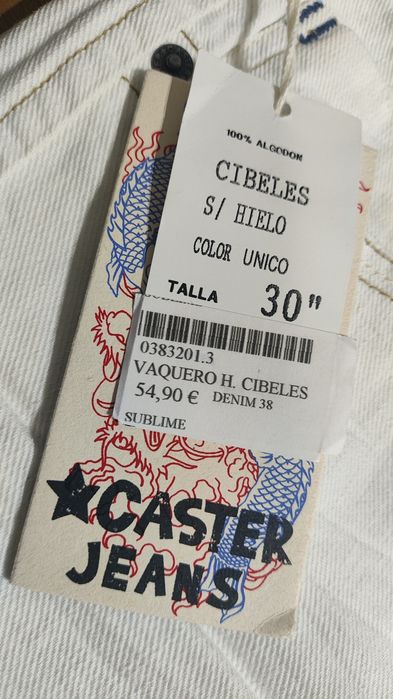 100% ALGODON
CIBELES
S/ HIELO
COLOR UNICO
TALLA 30"
0383201.3
VAQUERO H. CIBELES
54,90 € DENIM 38
SUBLIME
CASTER
JEANS